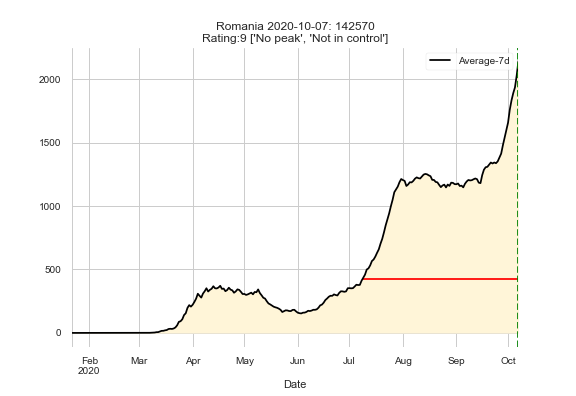 Romania 2020-10-07: 142570
Rating:9 ['No peak', 'Not in control']
Average-7d
2000
1500
1000
500
0
Feb Mar Apr May Jun Jul Aug Sep Oct
2020
Date